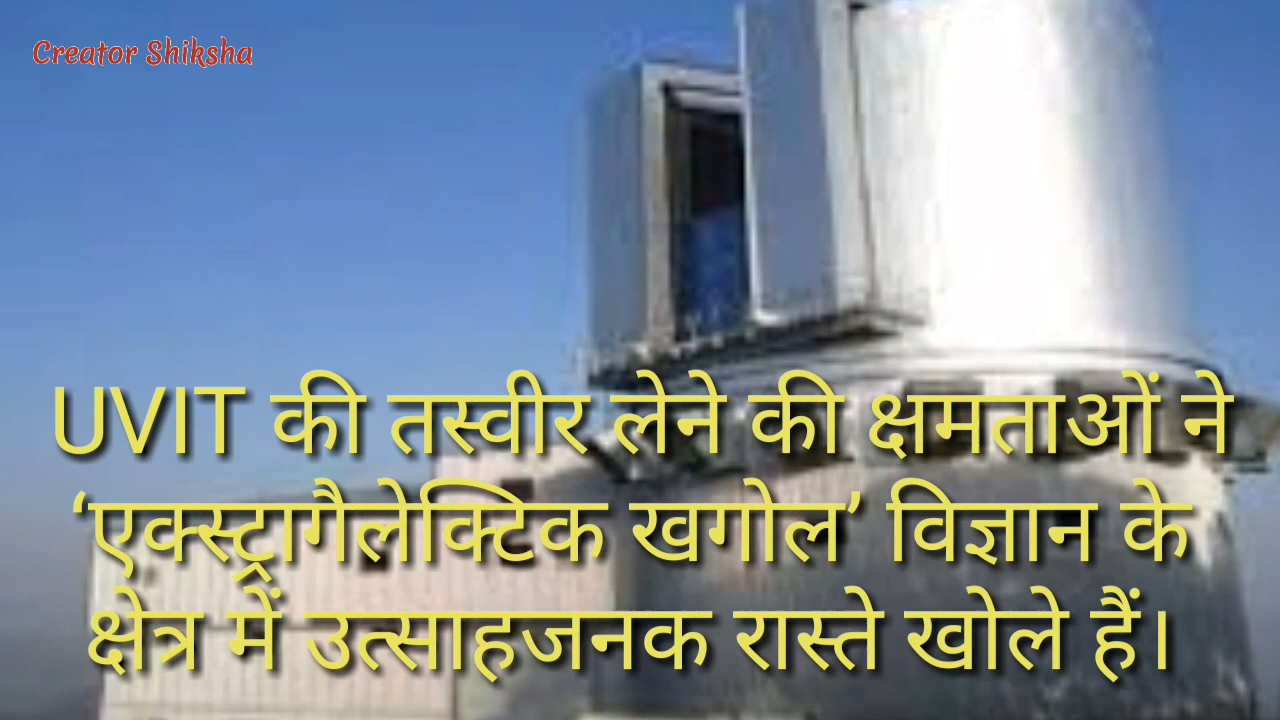 Creator Shiksha
UVIT की तस्वीर लेने की क्षमताओं ने
‘एक्स्ट्रागैलेक्टिक खगोल’ विज्ञान के
क्षेत्र में उत्साहजनक रास्ते खोले हैं।